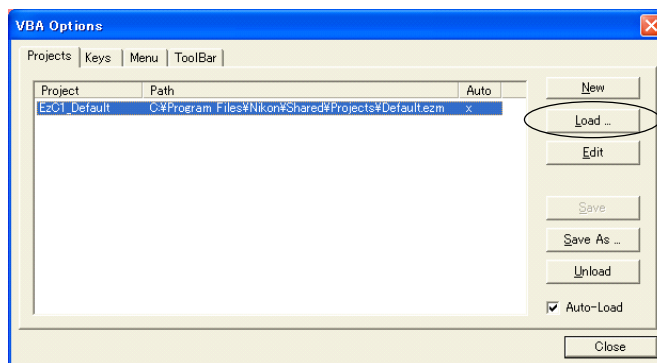 VBA Options
Projects Keys Menu ToolBar
Project Path Auto
EzC1_Default C:¥Program Files¥Nikon¥Shared¥Projects¥Default.ezm x
New
Load ...
Edit
Save
Save As ...
Unload
Auto-Load
Close